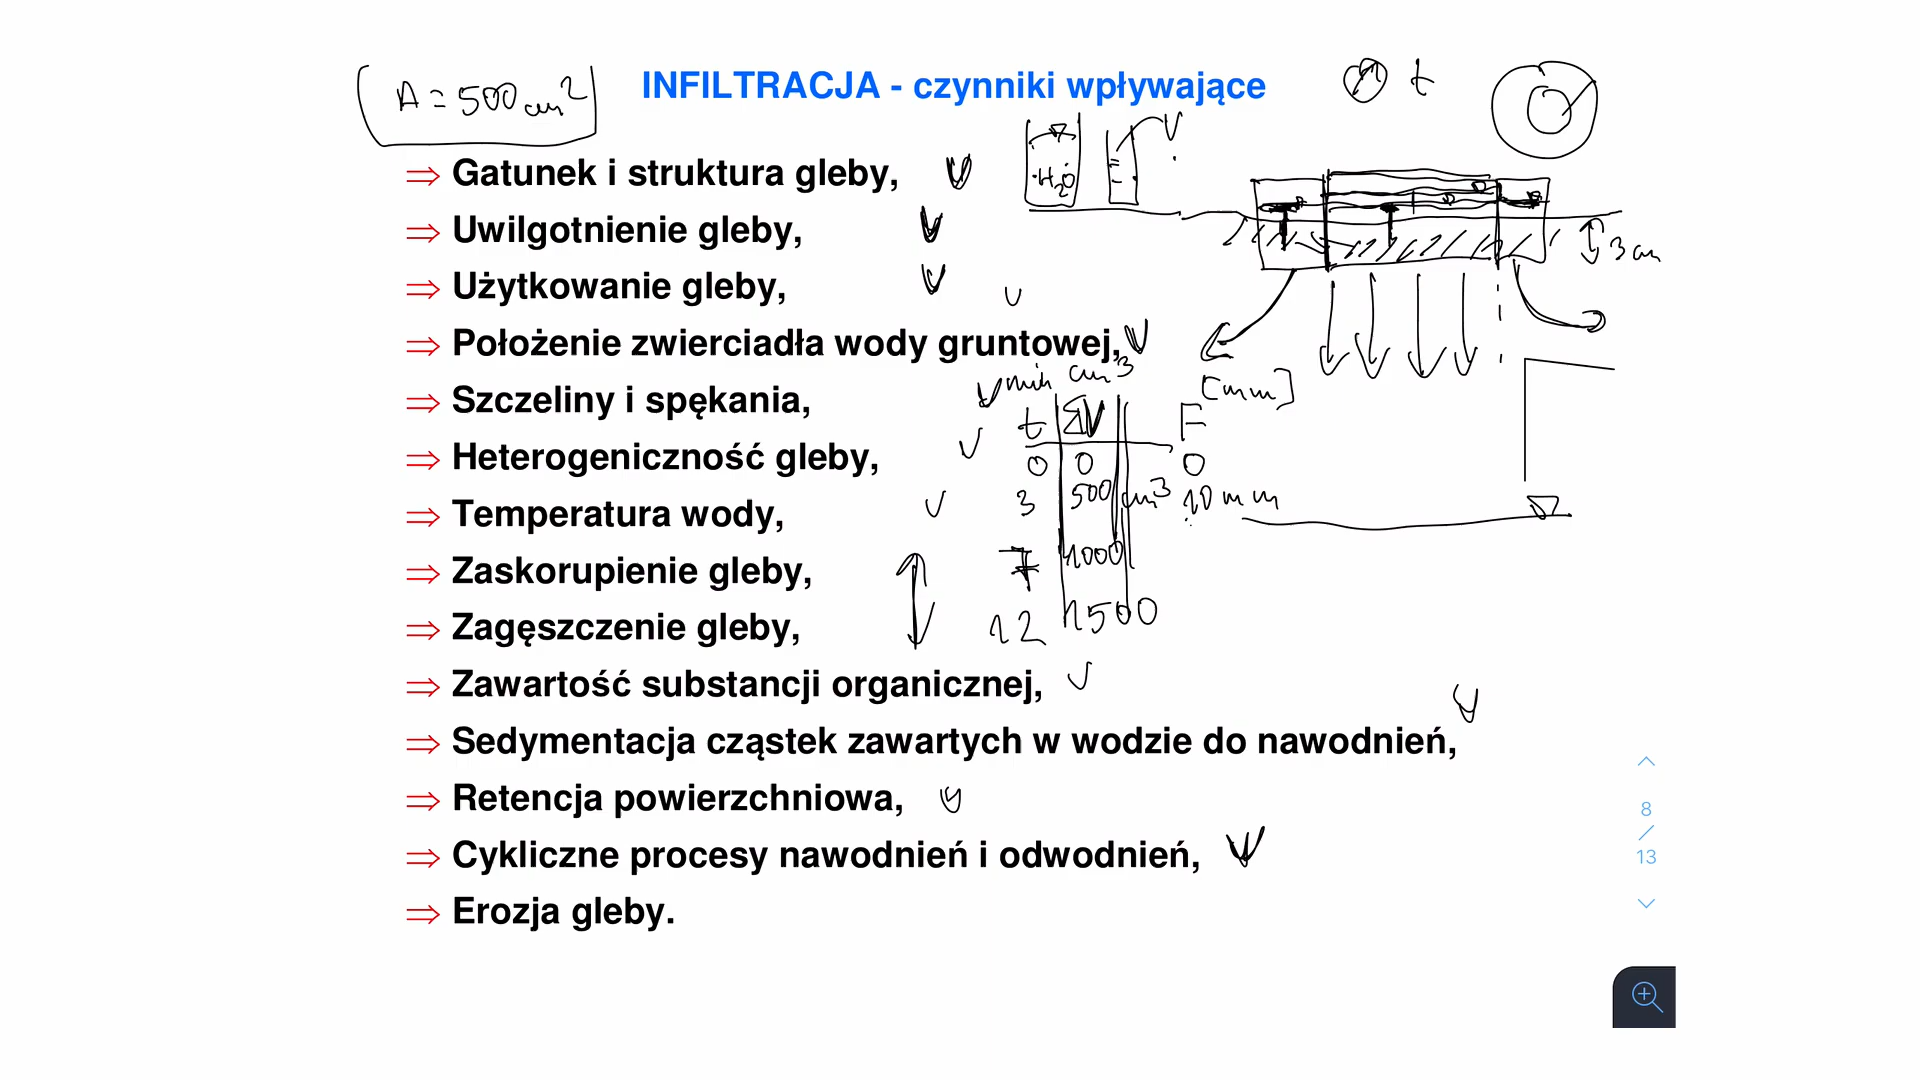 A = 500 cm²
INFILTRACJA - czynniki wpływające
t
⇒ Gatunek i struktura gleby,
H₂O
V
⇒ Uwilgotnienie gleby,
3 cm
⇒ Użytkowanie gleby,
⇒ Położenie zwierciadła wody gruntowej,
min cm³ [mm]
⇒ Szczeliny i spękania,
t ΣV F
0 0 0
⇒ Heterogeniczność gleby,
3 500 cm³ 10 mm
⇒ Temperatura wody,
7 1000
⇒ Zaskorupienie gleby,
12 1500
⇒ Zagęszczenie gleby,
⇒ Zawartość substancji organicznej,
⇒ Sedymentacja cząstek zawartych w wodzie do nawodnień,
⇒ Retencja powierzchniowa,
⇒ Cykliczne procesy nawodnień i odwodnień,
⇒ Erozja gleby.
8
/
13